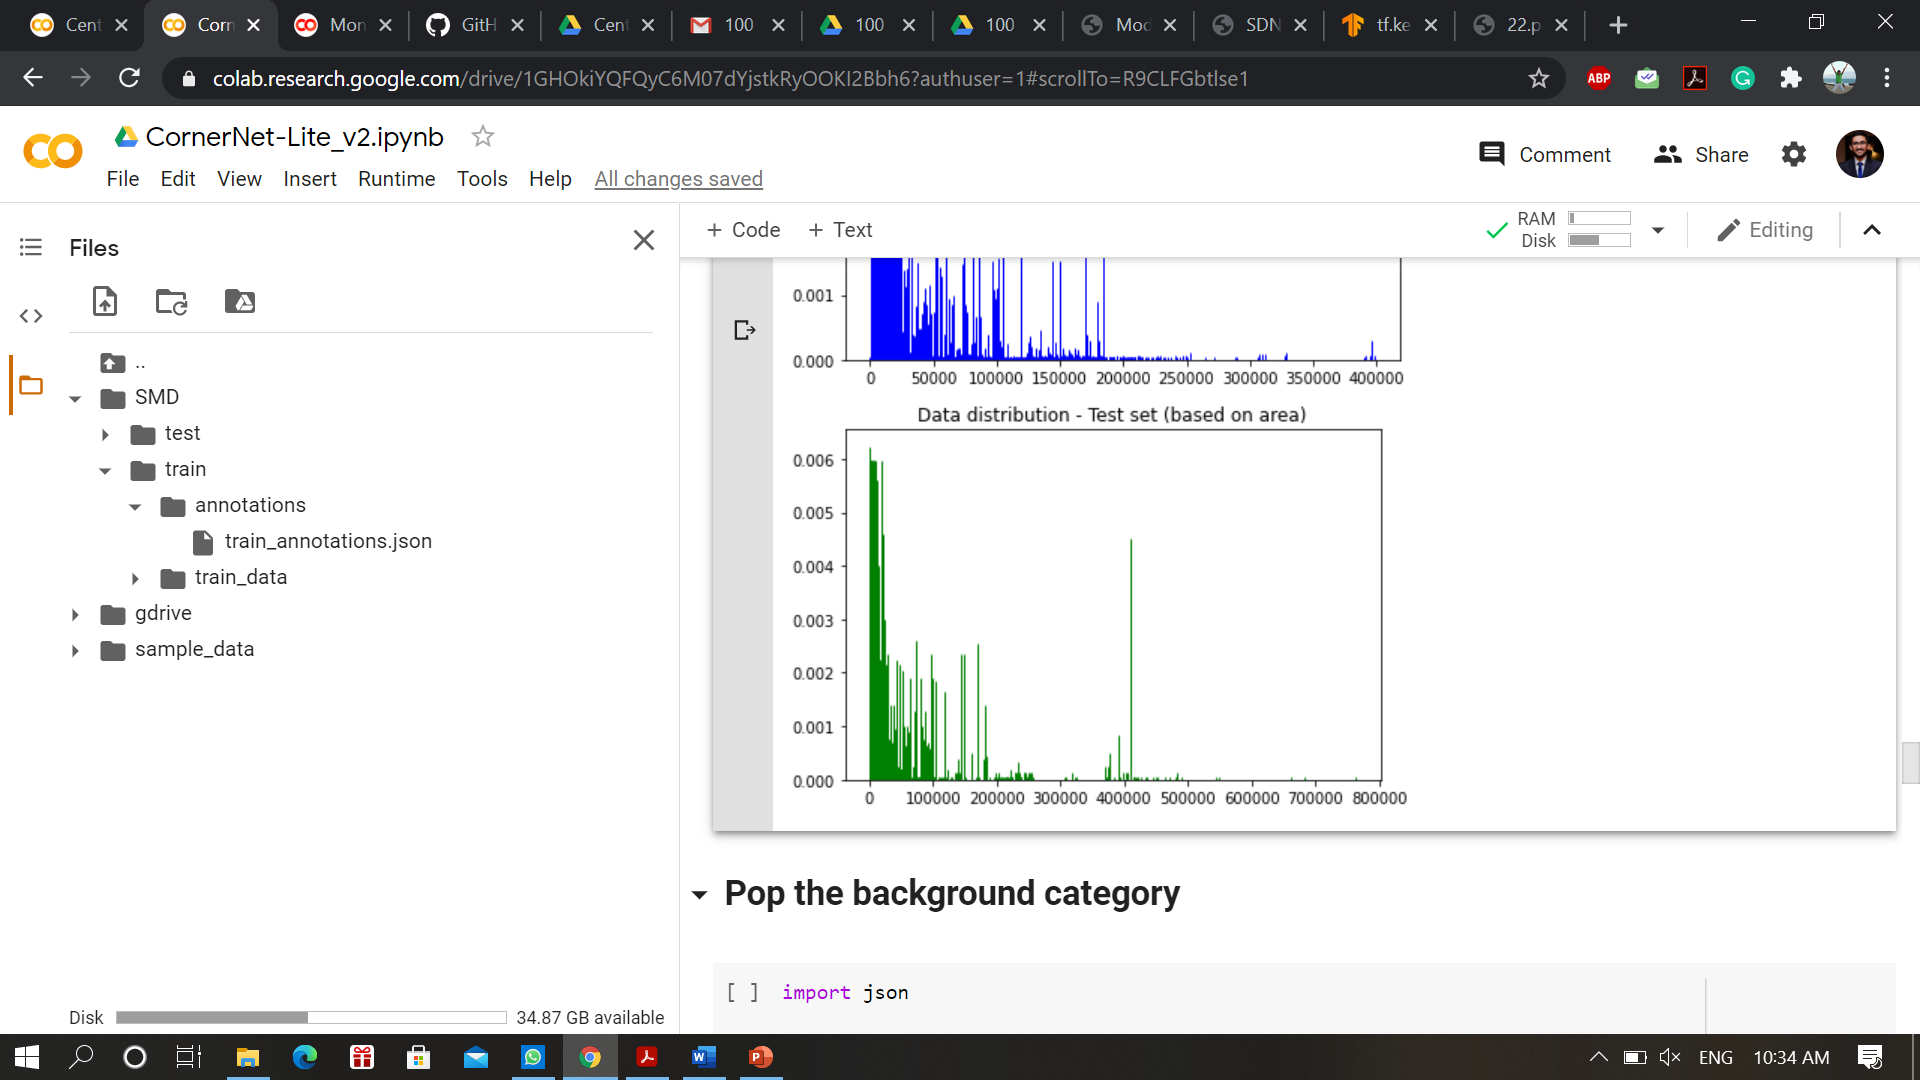 Cent
Corn
Mon
GitH
Cent
100
100
100
Mod
SDN
tf.ke
22.p
colab.research.google.com/drive/1GHOkiYQFQyC6M07dYjstkRyOOKI2Bbh6?authuser=1#scrollTo=R9CLFGbtlse1
ABP
CornerNet-Lite_v2.ipynb
Comment
Share
File Edit View Insert Runtime Tools Help All changes saved
Files
+ Code + Text
RAM
Disk
Editing
..
SMD
test
train
annotations
train_annotations.json
train_data
gdrive
sample_data
0.001
0.000
0 50000 100000 150000 200000 250000 300000 350000 400000
Data distribution - Test set (based on area)
0.006
0.005
0.004
0.003
0.002
0.001
0.000
0 100000 200000 300000 400000 500000 600000 700000 800000
Pop the background category
[ ] import json
Disk 34.87 GB available
ENG 10:34 AM